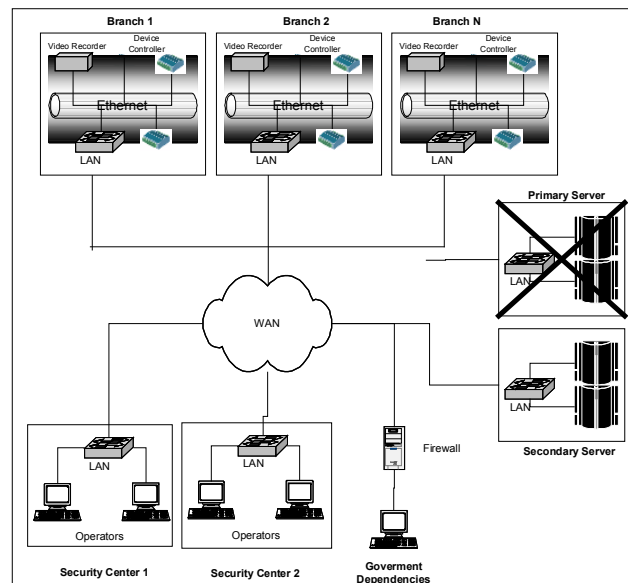 Branch 1
Branch 2
Branch N
Video Recorder
Device
Controller
Video Recorder
Device
Controller
Video Recorder
Device
Controller
Ethernet
Ethernet
Ethernet
LAN
LAN
LAN
Primary Server
LAN
WAN
LAN
Secondary Server
LAN
Operators
Security Center 1
LAN
Operators
Security Center 2
Firewall
Goverment
Dependencies